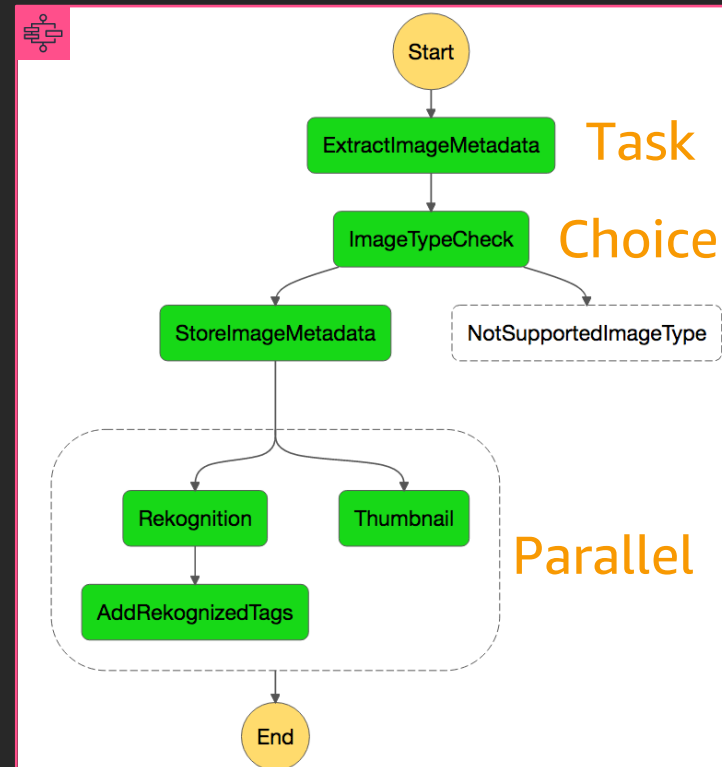 Start
ExtractImageMetadata
Task
ImageTypeCheck
Choice
StoreImageMetadata
NotSupportedImageType
Rekognition
Thumbnail
Parallel
AddRekognizedTags
End